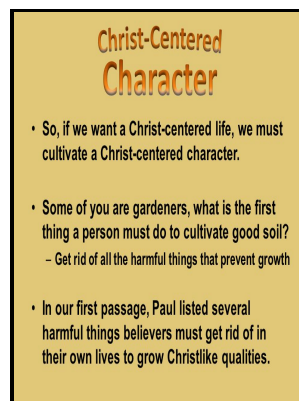 Christ-Centered
Character
• So, if we want a Christ-centered life, we must
cultivate a Christ-centered character.
• Some of you are gardeners, what is the first
thing a person must do to cultivate good soil?
– Get rid of all the harmful things that prevent growth
• In our first passage, Paul listed several
harmful things believers must get rid of in
their own lives to grow Christlike qualities.